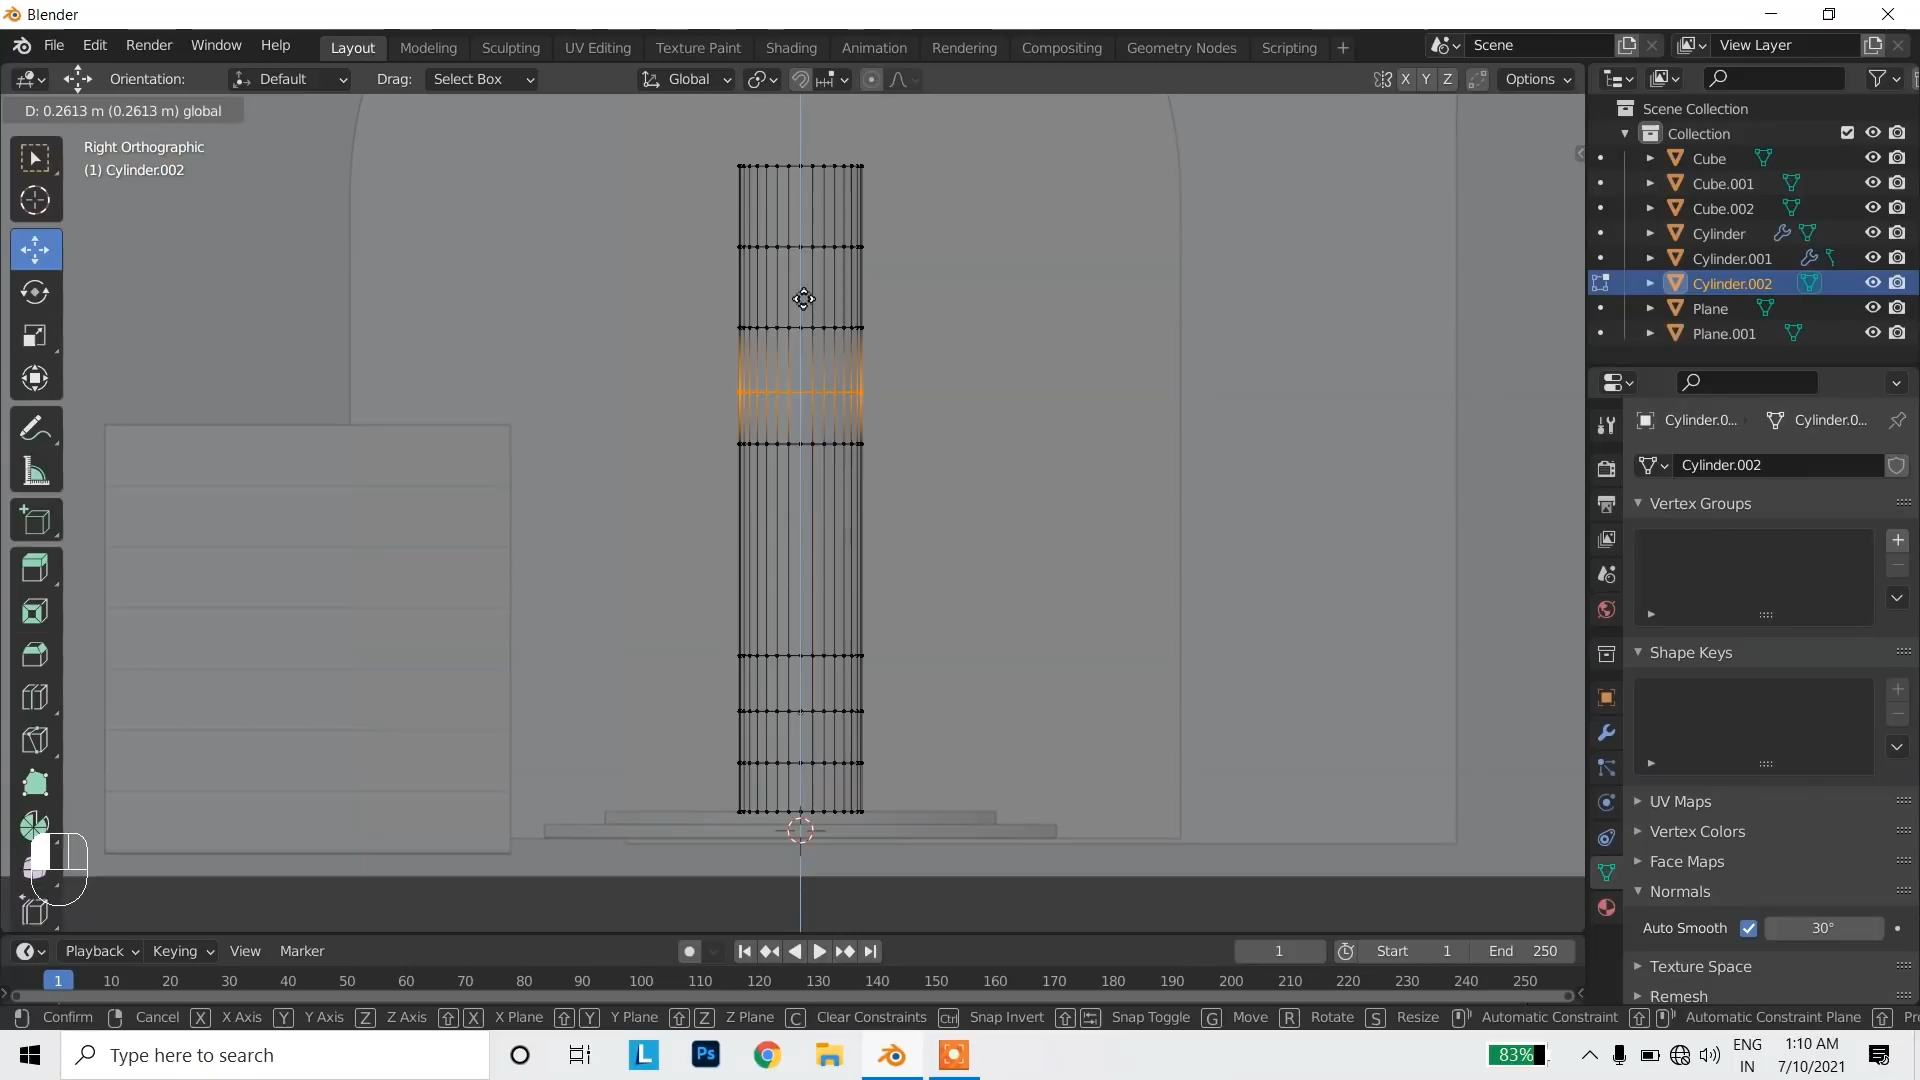 Blender
File Edit Render Window Help
Layout Modeling Sculpting UV Editing Texture Paint Shading Animation Rendering Compositing Geometry Nodes Scripting
Scene
View Layer
Orientation: Default Drag: Select Box Global X Y Z Options
D: 0.2613 m (0.2613 m) global
Right Orthographic
(1) Cylinder.002
Scene Collection
Collection
Cube
Cube.001
Cube.002
Cylinder
Cylinder.001
Cylinder.002
Plane
Plane.001
Cylinder.0... Cylinder.0...
Cylinder.002
Vertex Groups
Shape Keys
UV Maps
Vertex Colors
Face Maps
Normals
Auto Smooth 30°
Texture Space
Remesh
Playback Keying View Marker 1 Start 1 End 250
1 10 20 30 40 50 60 70 80 90 100 110 120 130 140 150 160 170 180 190 200 210 220 230 240 250
Confirm Cancel X X Axis Y Y Axis Z Z Axis X X Plane Y Y Plane Z Z Plane C Clear Constraints Ctrl Snap Invert Snap Toggle G Move R Rotate S Resize Automatic Constraint Automatic Constraint Plane
Type here to search
L
Ps
83%
ENG
IN
1:10 AM
7/10/2021